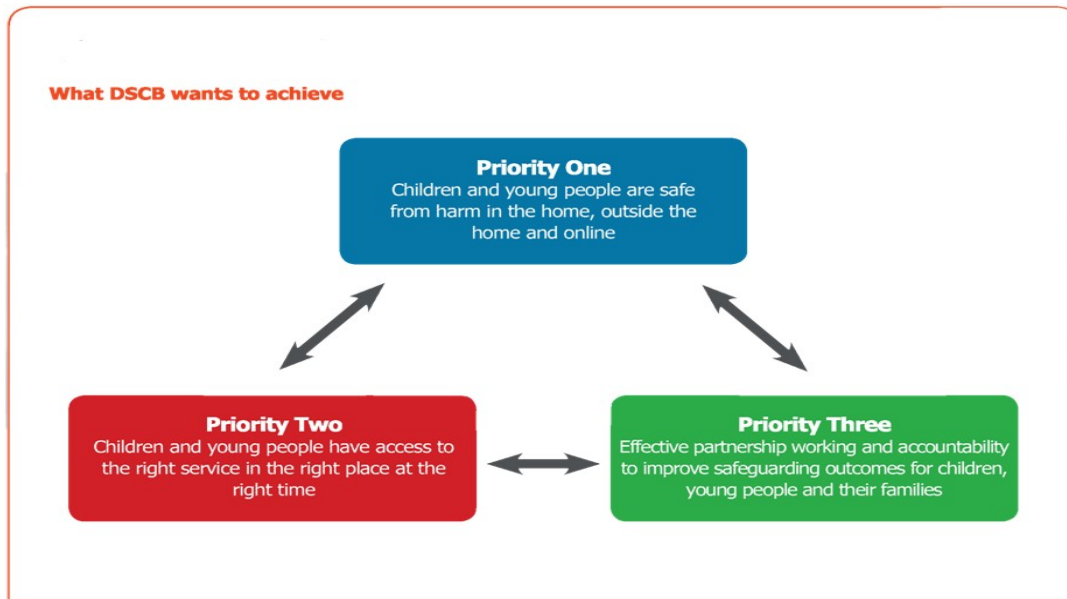 What DSCB wants to achieve
Priority One
Children and young people are safe
from harm in the home, outside the
home and online
Priority Two
Children and young people have access to
the right service in the right place at the
right time
Priority Three
Effective partnership working and accountability
to improve safeguarding outcomes for children,
young people and their families